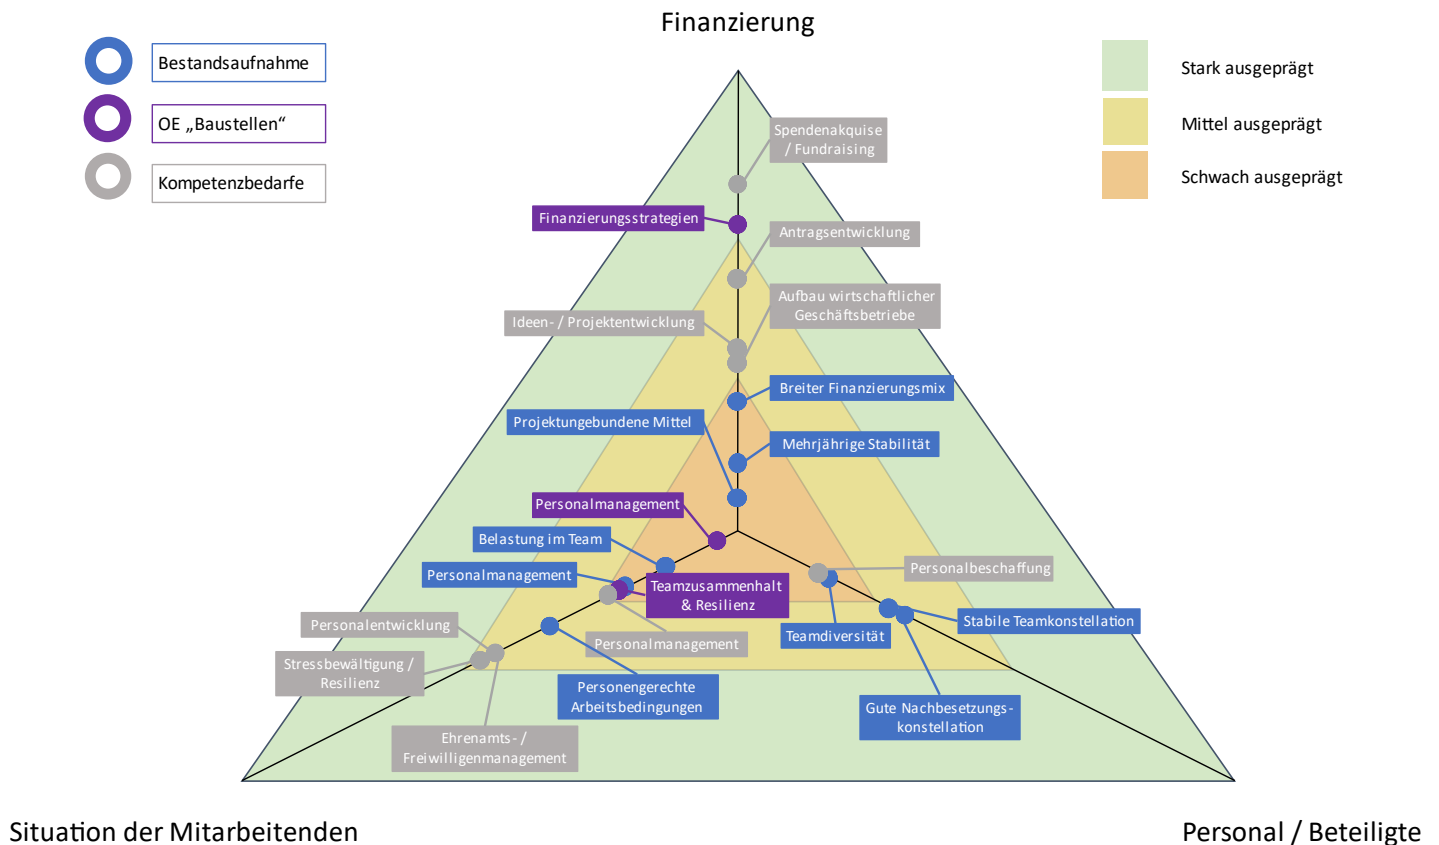 Finanzierung
Bestandsaufnahme
OE „Baustellen“
Kompetenzbedarfe
Stark ausgeprägt
Mittel ausgeprägt
Schwach ausgeprägt
Spendenakquise
/ Fundraising
Finanzierungsstrategien
Antragsentwicklung
Aufbau wirtschaftlicher
Geschäftsbetriebe
Ideen- / Projektentwicklung
Breiter Finanzierungsmix
Projektungebundene Mittel
Mehrjährige Stabilität
Personalmanagement
Belastung im Team
Personalmanagement
Teamzusammenhalt
& Resilienz
Personalbeschaffung
Personalentwicklung
Personalmanagement
Teamdiversität
Stabile Teamkonstellation
Stressbewältigung /
Resilienz
Personengerechte
Arbeitsbedingungen
Gute Nachbesetzungs-
konstellation
Ehrenamts- /
Freiwilligenmanagement
Situation der Mitarbeitenden
Personal / Beteiligte